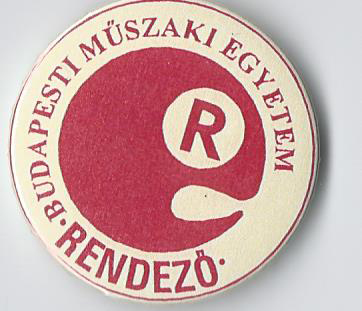 · BUDAPESTI MŰSZAKI EGYETEM
R
RENDEZŐ ·